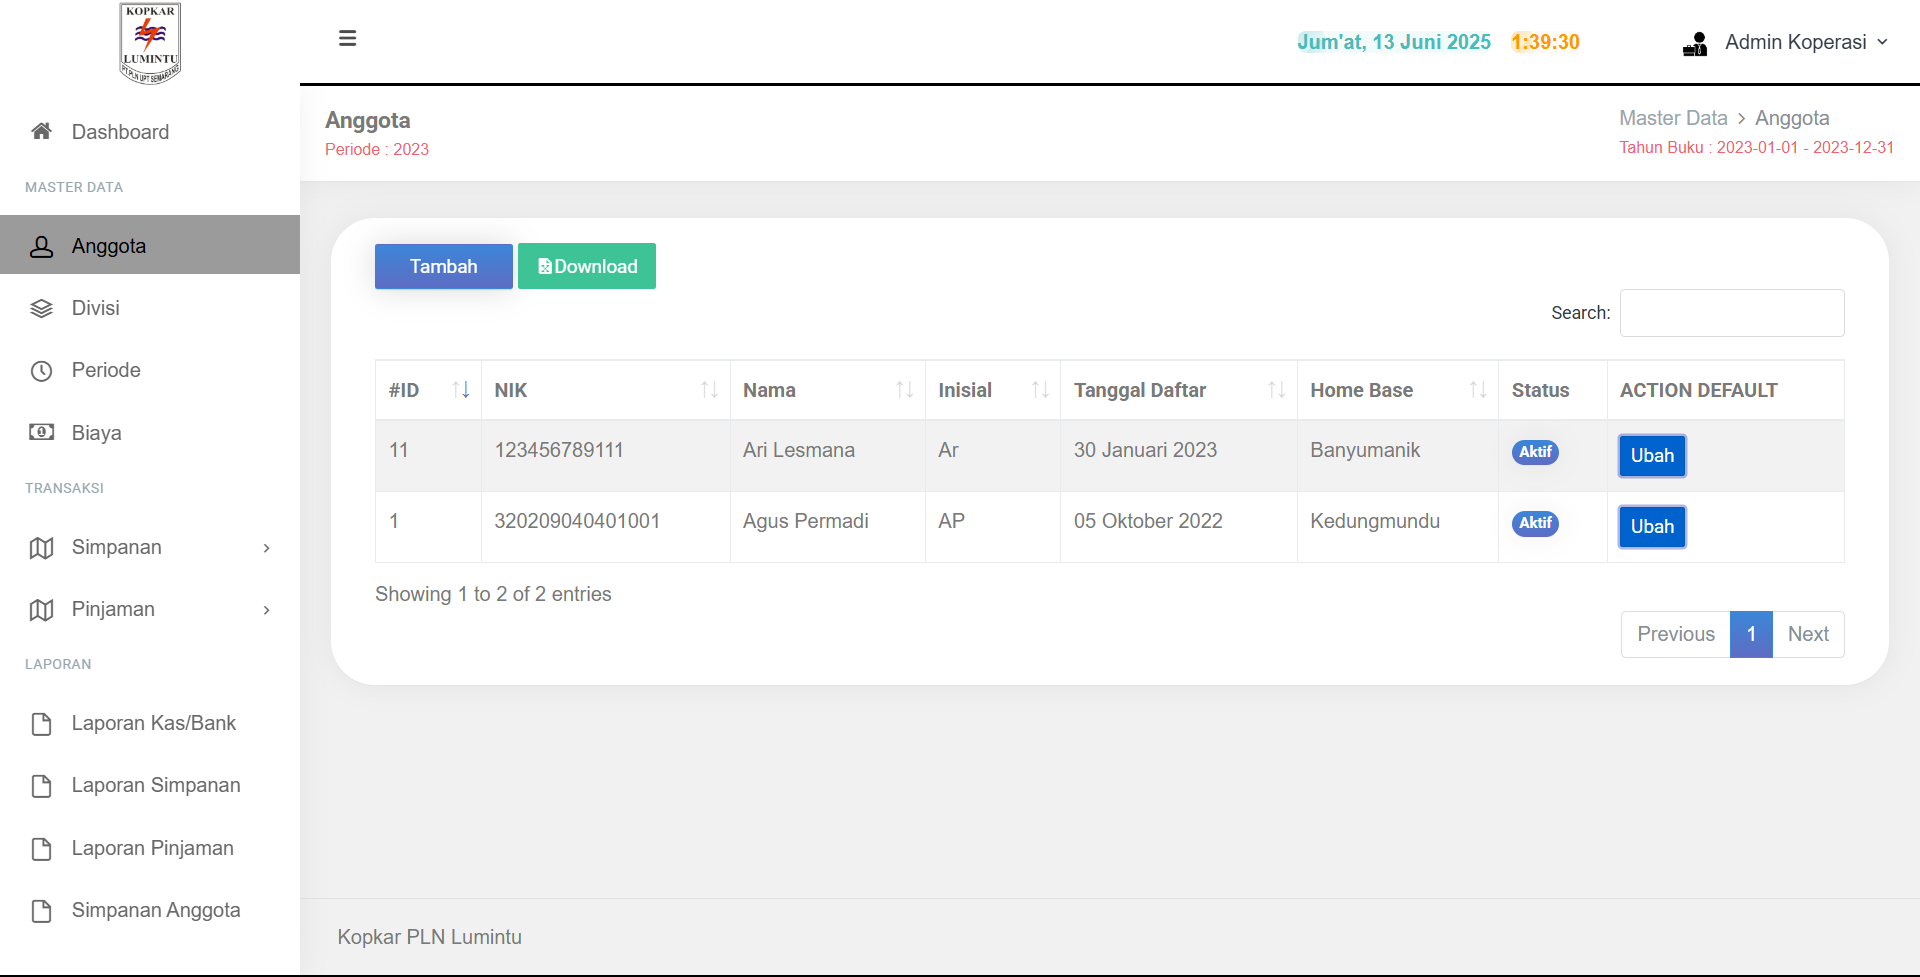 KOPKAR
LUMINTU
PT.PLN UPT SEMARANG
Jum'at, 13 Juni 2025 1:39:30
Admin Koperasi
Dashboard
MASTER DATA
Anggota
Divisi
Periode
Biaya
TRANSAKSI
Simpanan
Pinjaman
LAPORAN
Laporan Kas/Bank
Laporan Simpanan
Laporan Pinjaman
Simpanan Anggota
Anggota
Periode : 2023
Master Data > Anggota
Tahun Buku : 2023-01-01 - 2023-12-31
Tambah Download
Search:
#ID NIK Nama Inisial Tanggal Daftar Home Base Status ACTION DEFAULT
11 123456789111 Ari Lesmana Ar 30 Januari 2023 Banyumanik Aktif Ubah
1 320209040401001 Agus Permadi AP 05 Oktober 2022 Kedungmundu Aktif Ubah
Showing 1 to 2 of 2 entries
Previous 1 Next
Kopkar PLN Lumintu